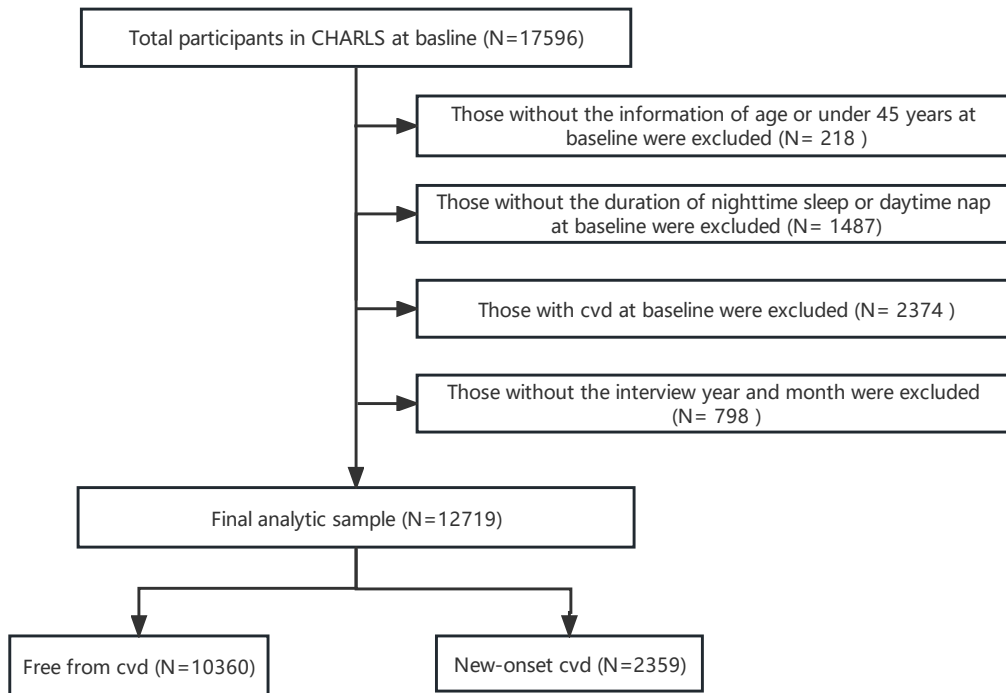 Total participants in CHARLS at basline (N=17596)
Those without the information of age or under 45 years at
baseline were excluded (N= 218 )
Those without the duration of nighttime sleep or daytime nap
at baseline were excluded (N= 1487)
Those with cvd at baseline were excluded (N= 2374 )
Those without the interview year and month were excluded
(N= 798 )
Final analytic sample (N=12719)
Free from cvd (N=10360)
New-onset cvd (N=2359)